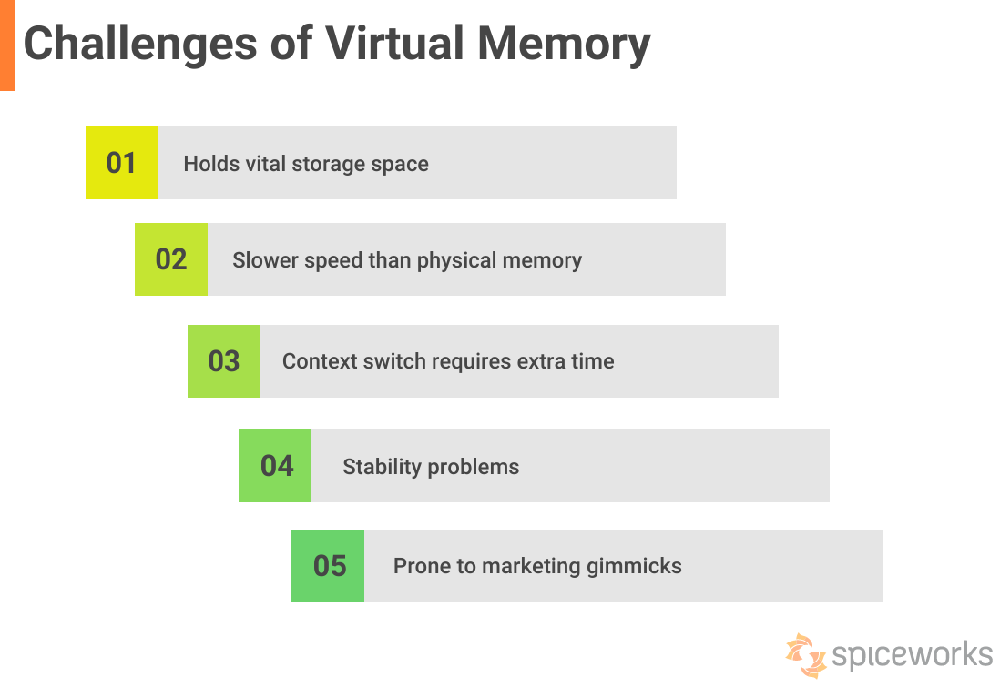 Challenges of Virtual Memory
01
Holds vital storage space
02
Slower speed than physical memory
03
Context switch requires extra time
04
Stability problems
05
Prone to marketing gimmicks
spiceworks